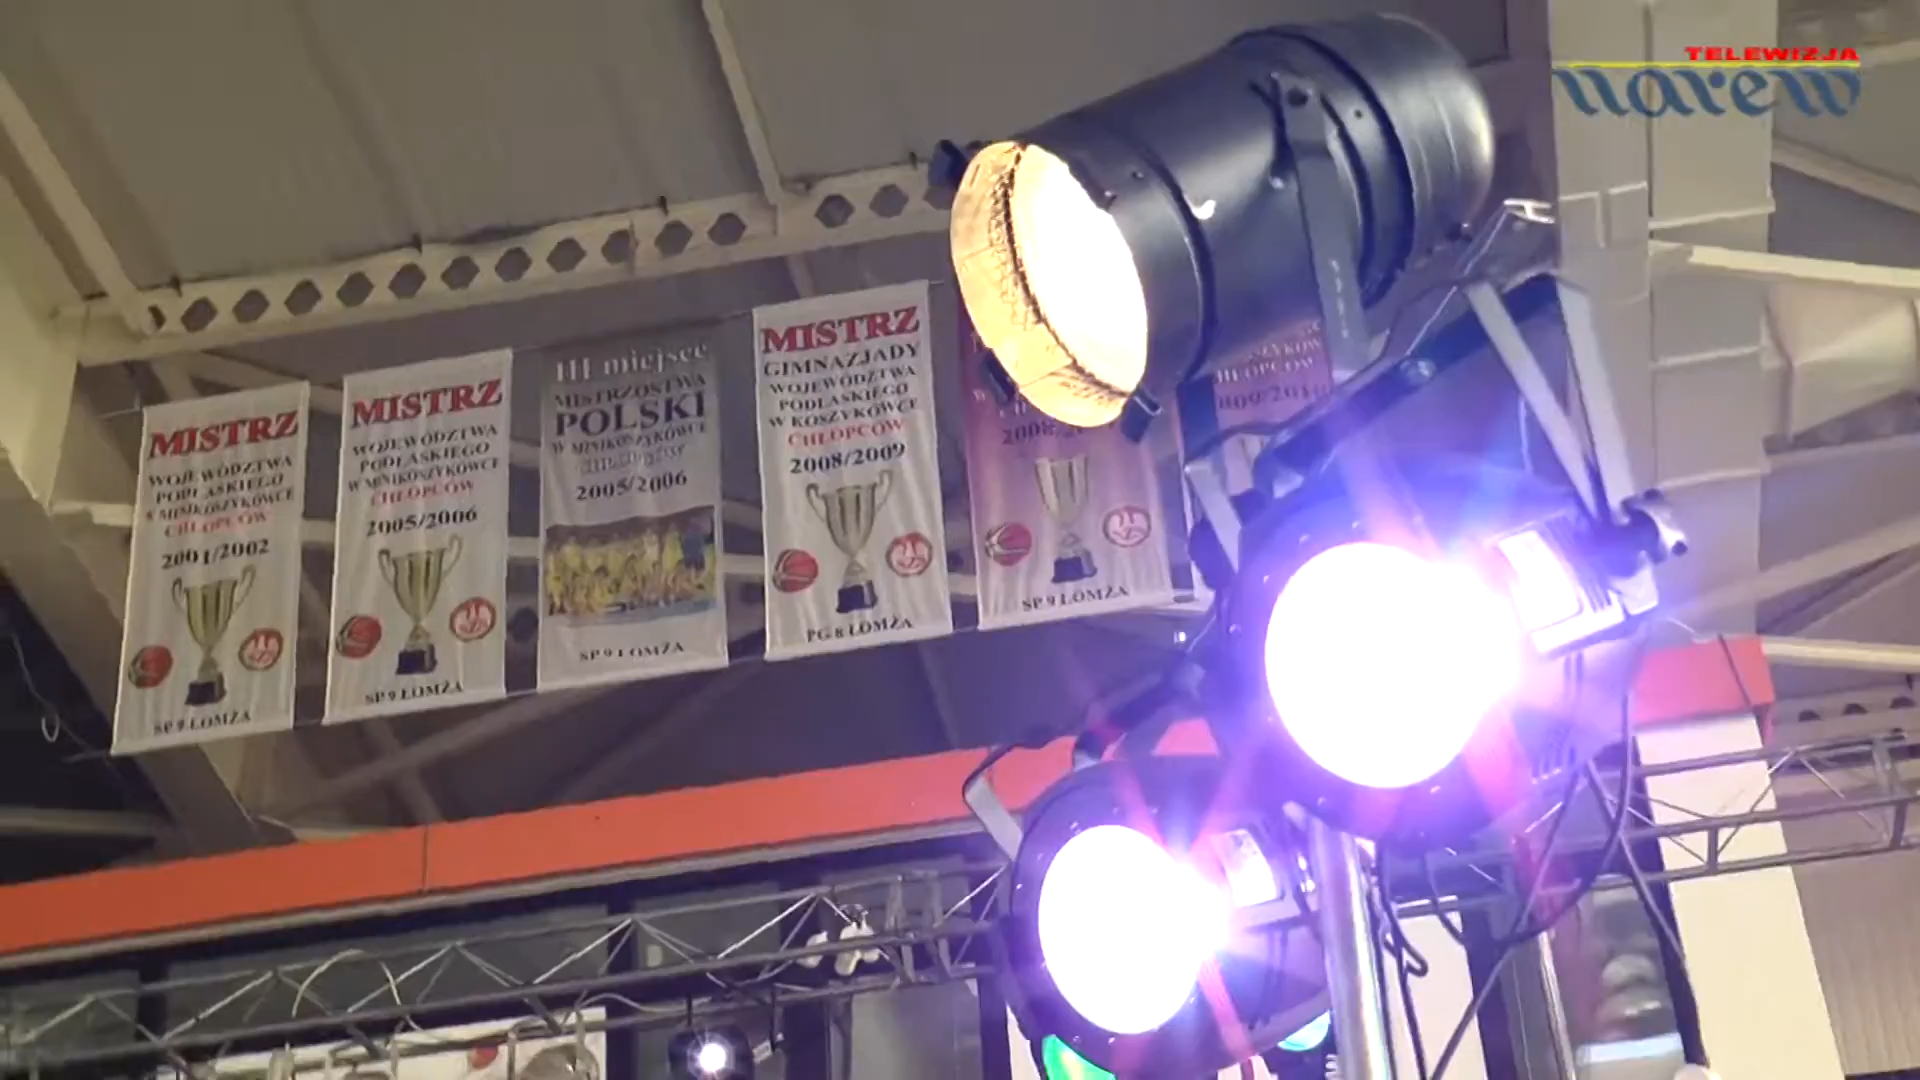 TELEWIZJA
narew
MISTRZ
WOJEWÓDZTWA
PODLASKIEGO
W MINIKOSZYKÓWCE
CHŁOPCÓW
2001/2002
SP 9 ŁOMŻA
MISTRZ
WOJEWÓDZTWA
PODLASKIEGO
W MINIKOSZYKÓWCE
CHŁOPCÓW
2005/2006
SP 9 ŁOMŻA
III miejsce
MISTRZOSTWA
POLSKI
W MINIKOSZYKÓWCE
CHŁOPCÓW
2005/2006
SP 9 ŁOMŻA
MISTRZ
GIMNAZJADY
WOJEWÓDZTWA
PODLASKIEGO
W KOSZYKÓWCE
CHŁOPCÓW
2008/2009
PG 8 ŁOMŻA
SP 9 ŁOMŻA
CHŁOPCÓW